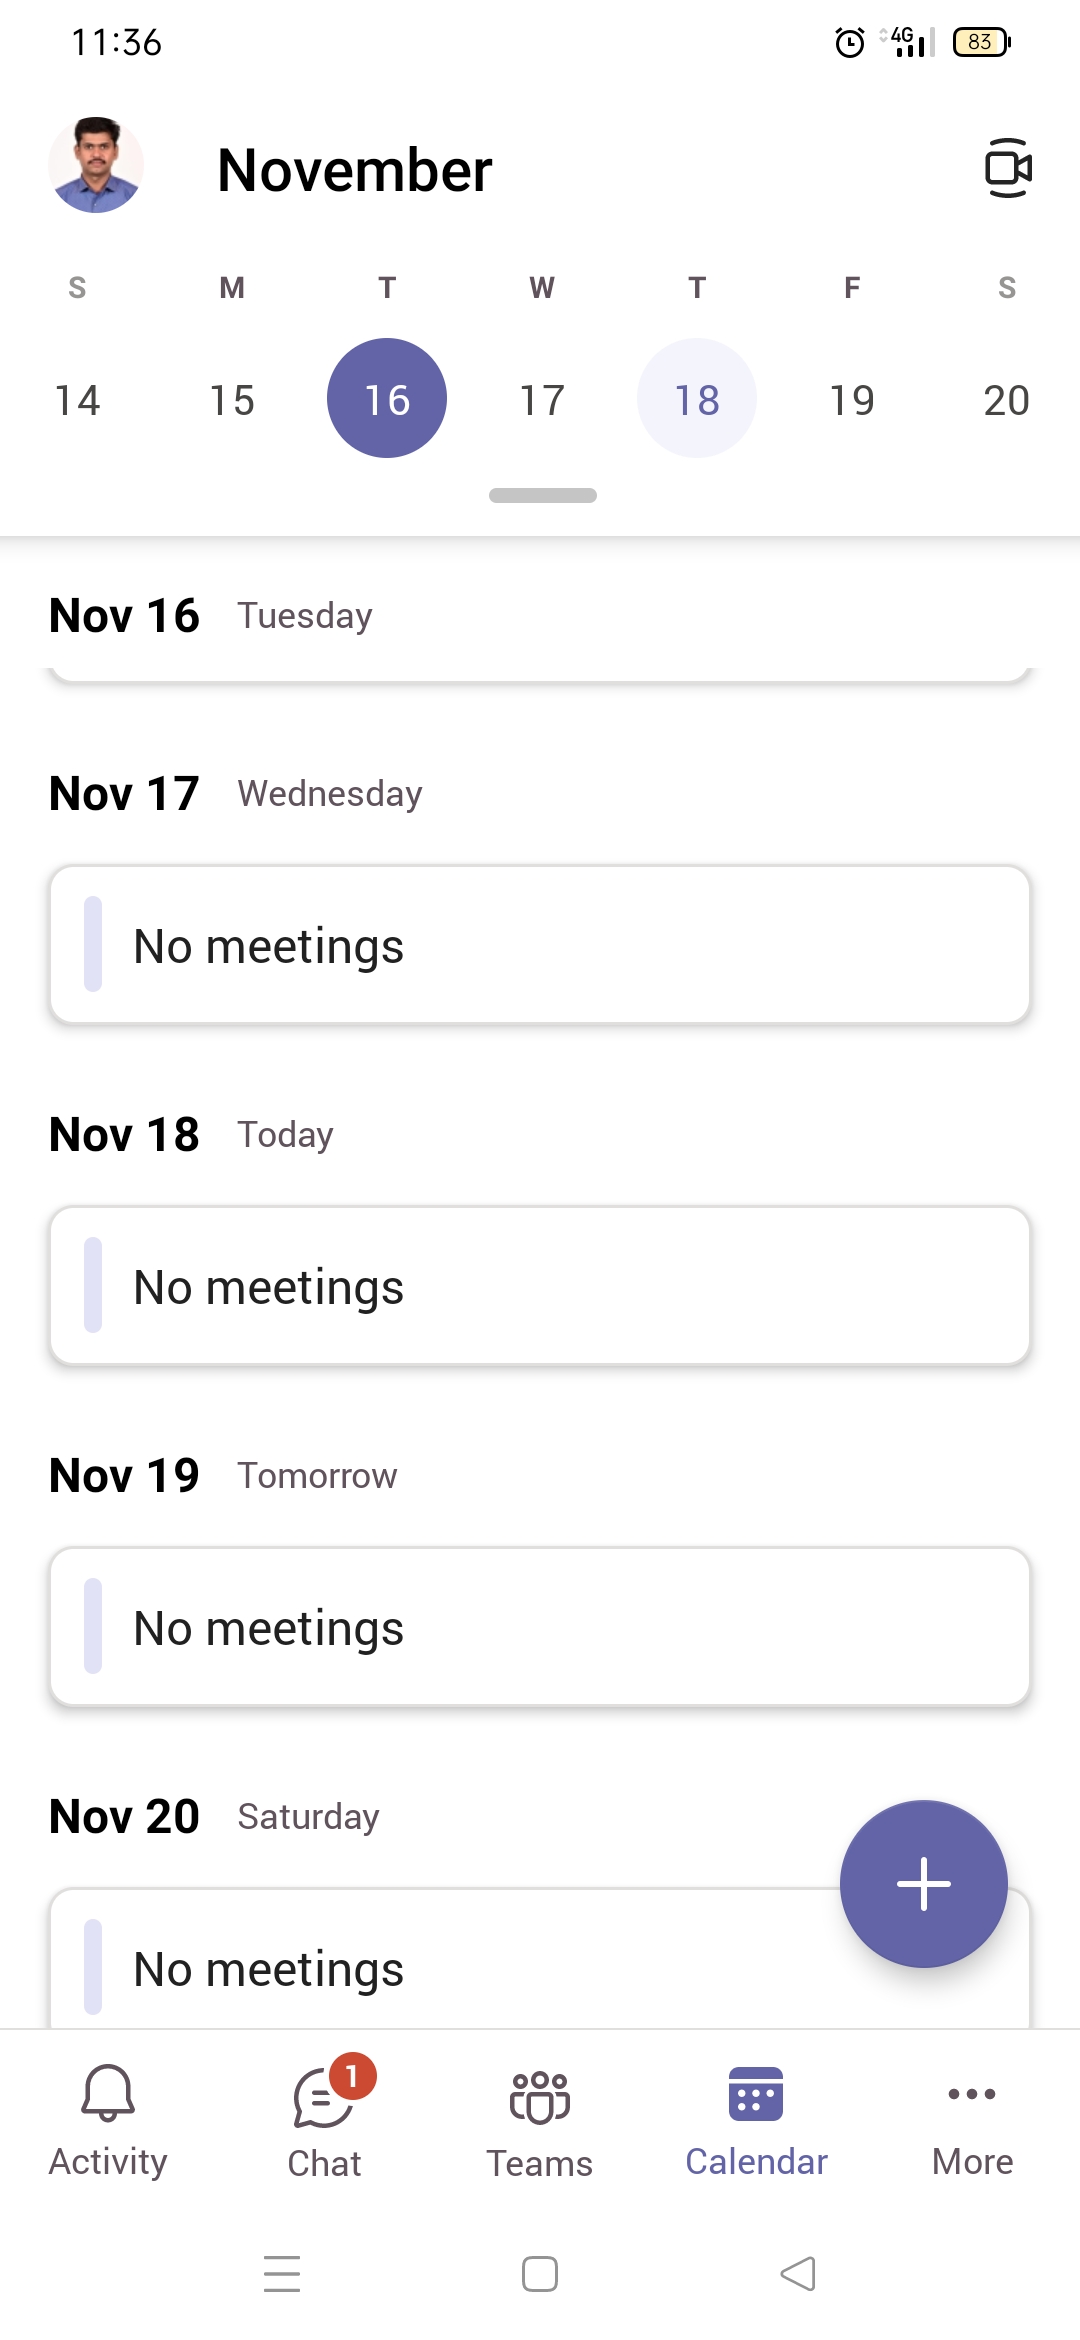 11:36 4G 83
November
S M T W T F S
14 15 16 17 18 19 20
Nov 16 Tuesday
Nov 17 Wednesday
No meetings
Nov 18 Today
No meetings
Nov 19 Tomorrow
No meetings
Nov 20 Saturday
No meetings
1
Activity Chat Teams Calendar More